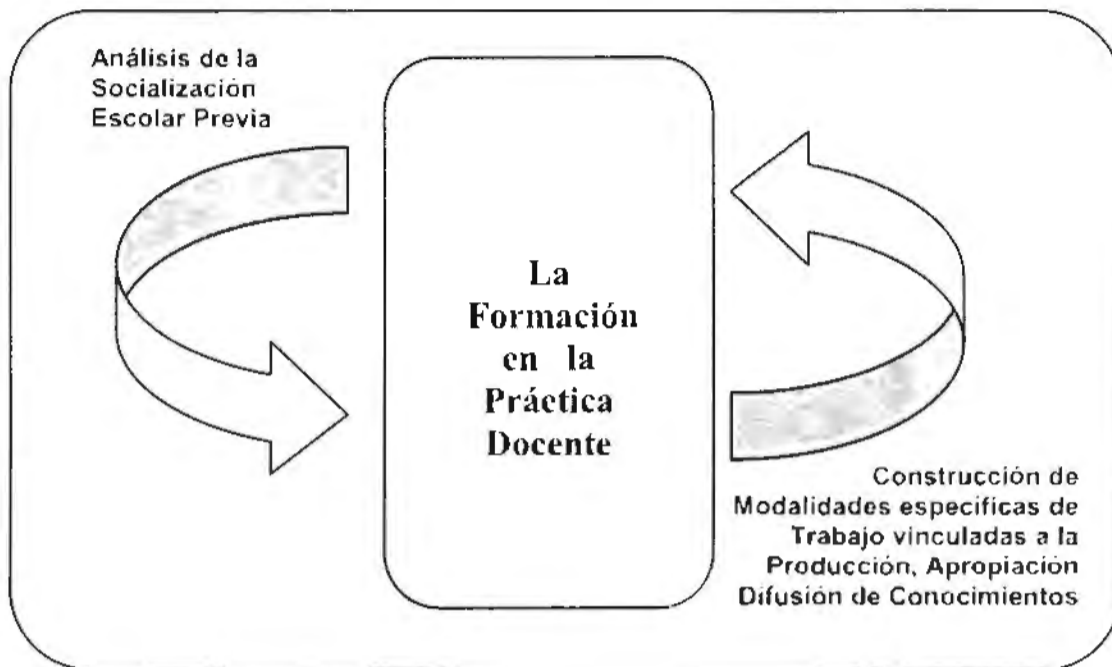 Análisis de la
Socialización
Escolar Previa
La
Formación
en la
Práctica
Docente
Construcción de
Modalidades específicas de
Trabajo vinculadas a la
Producción, Apropiación
Difusión de Conocimientos